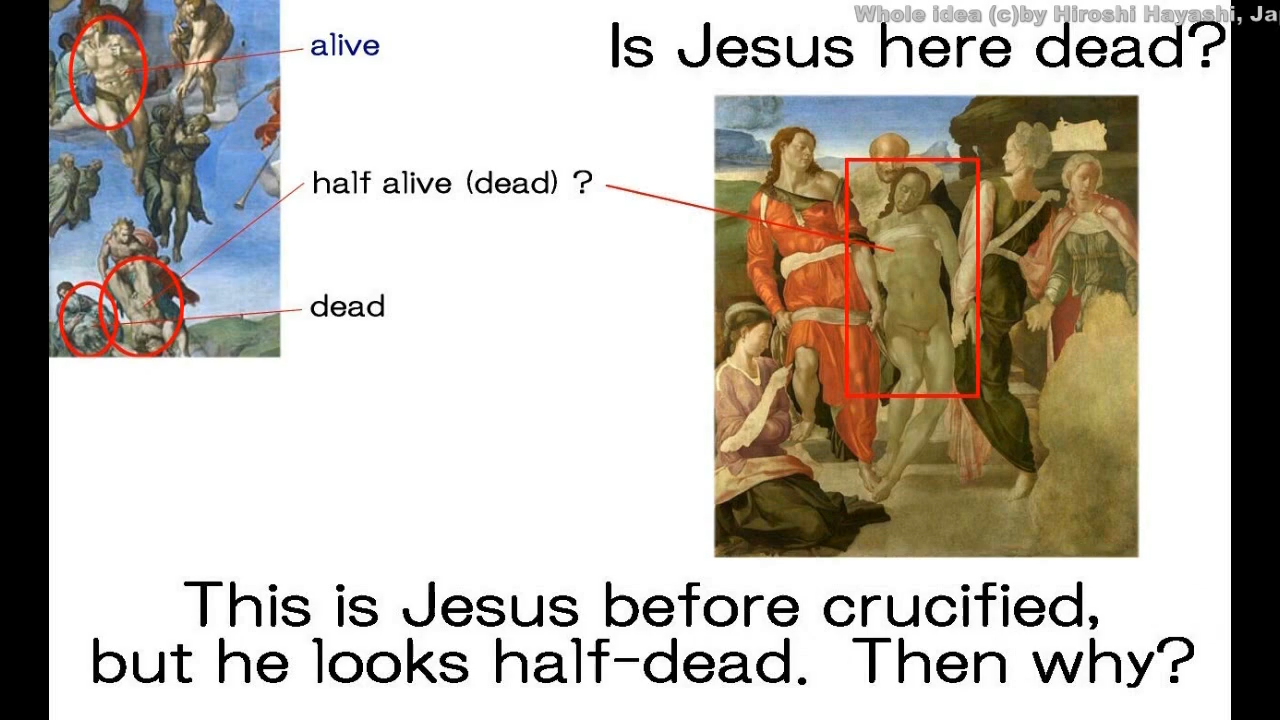 Whole idea (c)by Hiroshi Hayashi, Ja
Is Jesus here dead?
alive
half alive (dead) ?
dead
This is Jesus before crucified,
but he looks half-dead. Then why?